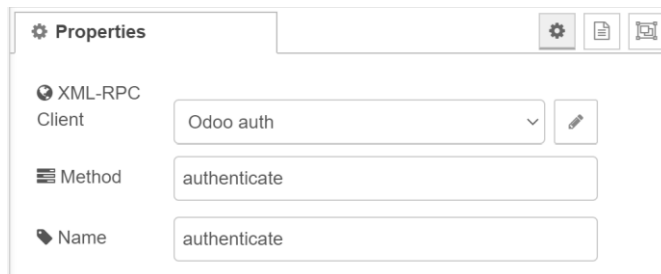 Properties
XML-RPC
Client
Odoo auth
Method
authenticate
Name
authenticate